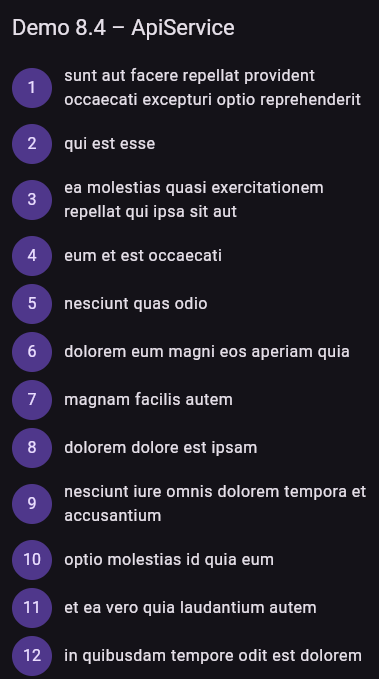 Demo 8.4 – ApiService
1 sunt aut facere repellat provident
occaecati excepturi optio reprehenderit
2 qui est esse
3 ea molestias quasi exercitationem
repellat qui ipsa sit aut
4 eum et est occaecati
5 nesciunt quas odio
6 dolorem eum magni eos aperiam quia
7 magnam facilis autem
8 dolorem dolore est ipsam
9 nesciunt iure omnis dolorem tempora et
accusantium
10 optio molestias id quia eum
11 et ea vero quia laudantium autem
12 in quibusdam tempore odit est dolorem